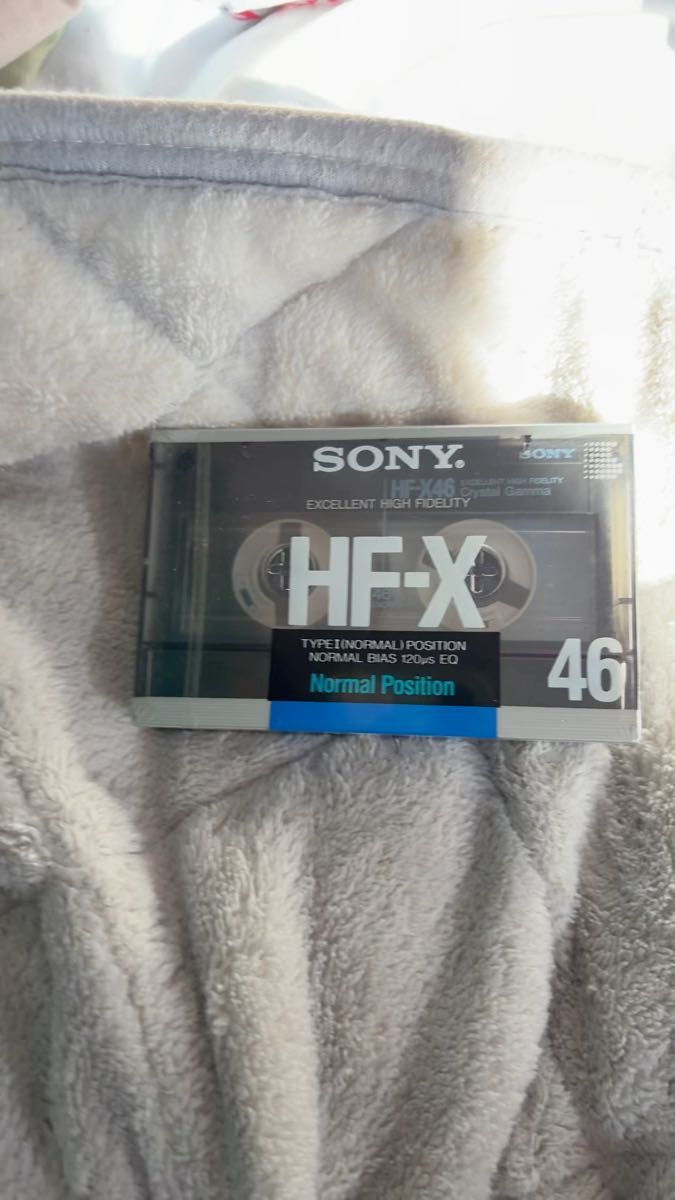 SONY®
SONY
HF-X46 EXCELLENT HIGH FIDELITY
Crystal Gamma
EXCELLENT HIGH FIDELITY
HF-X
46
TYPE I (NORMAL) POSITION
NORMAL BIAS 120μs EQ
Normal Position
46